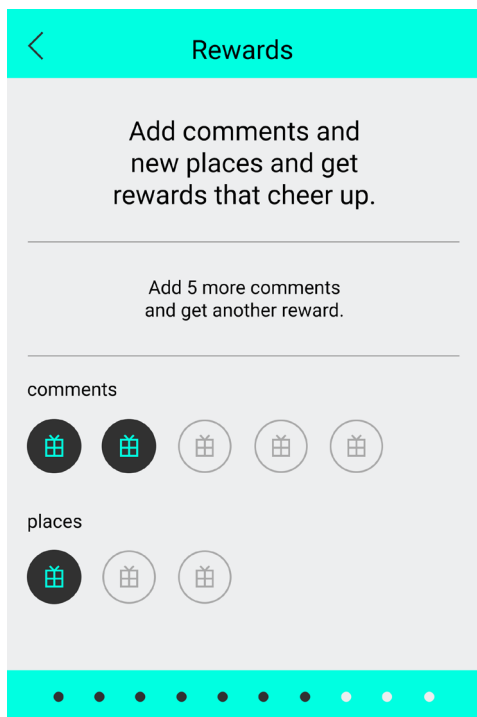 Rewards
Add comments and
new places and get
rewards that cheer up.
Add 5 more comments
and get another reward.
comments
places